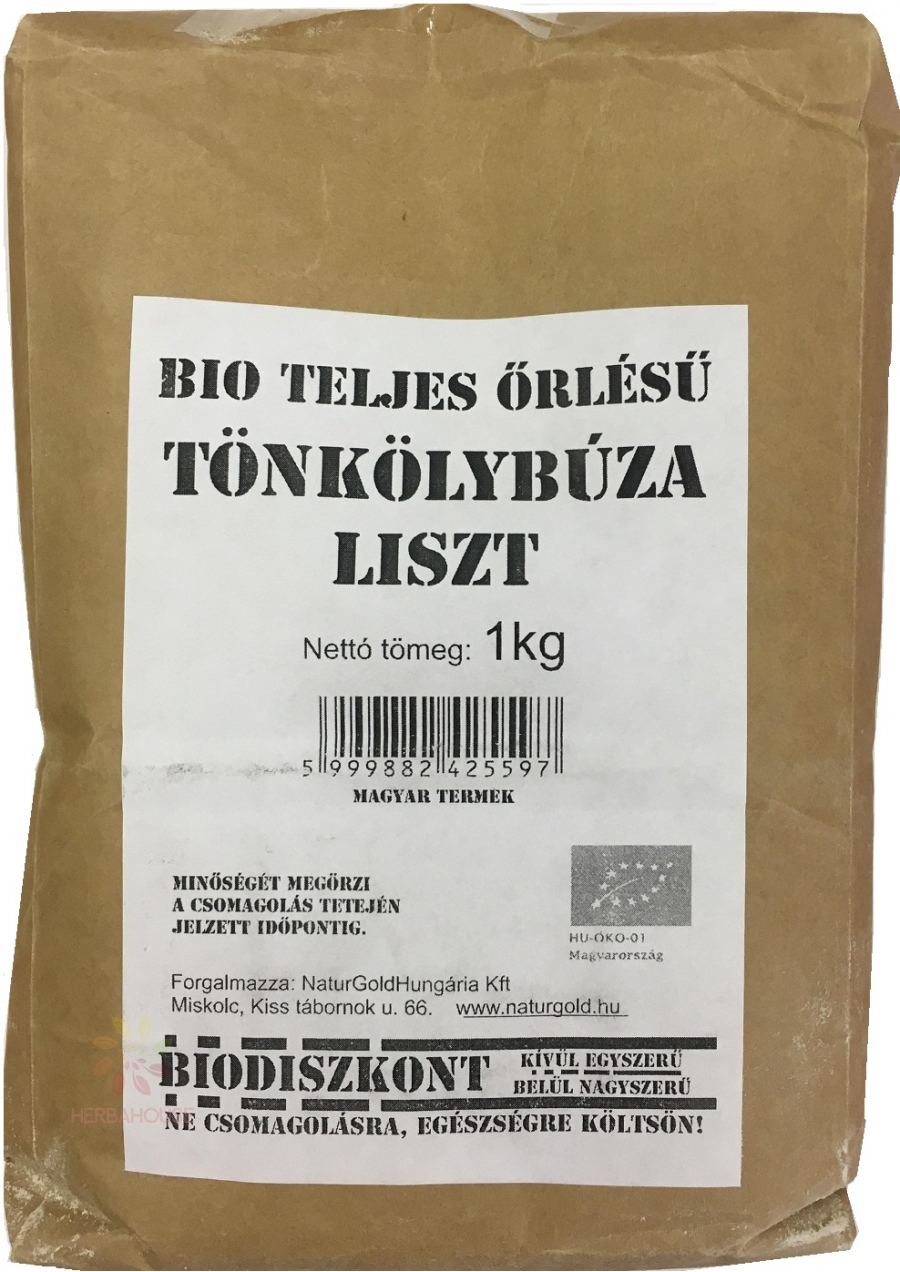 BIO TELJES ŐRLÉSŰ
TÖNKÖLYBÚZA
LISZT
Nettó tömeg: 1kg
5 999882 425597
MAGYAR TERMEK
MINŐSÉGÉT MEGŐRZI
A CSOMAGOLÁS TETEJÉN
JELZETT IDŐPONTIG.
HU-ÖKO-01
Magyarország
Forgalmazza: NaturGoldHungária Kft
Miskolc, Kiss tábornok u. 66. www.naturgold.hu
BIODISZKONT
KÍVÜL EGYSZERŰ
BELÜL NAGYSZERŰ
HERBAHOUSE
NE CSOMAGOLÁSRA, EGÉSZSÉGRE KÖLTSÖN!